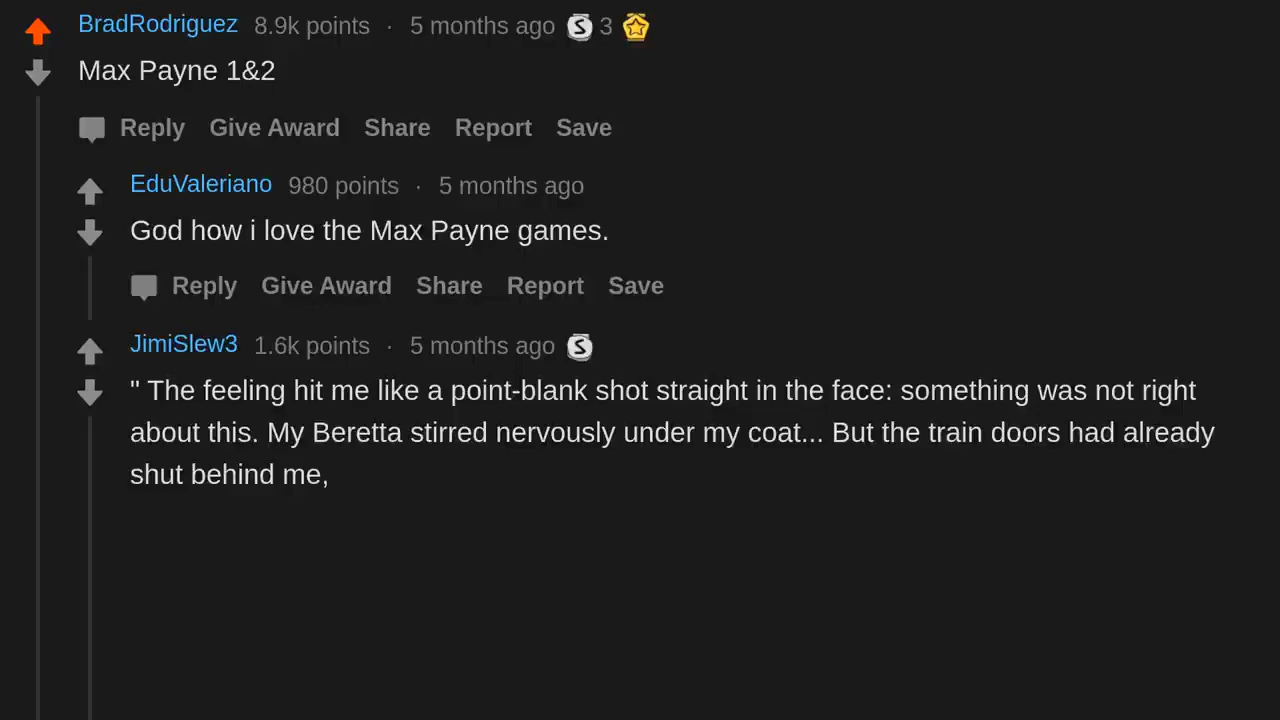 BradRodriguez 8.9k points · 5 months ago S 3
Max Payne 1&2
Reply Give Award Share Report Save
EduValeriano 980 points · 5 months ago
God how i love the Max Payne games.
Reply Give Award Share Report Save
JimiSlew3 1.6k points · 5 months ago S
" The feeling hit me like a point-blank shot straight in the face: something was not right
about this. My Beretta stirred nervously under my coat... But the train doors had already
shut behind me,